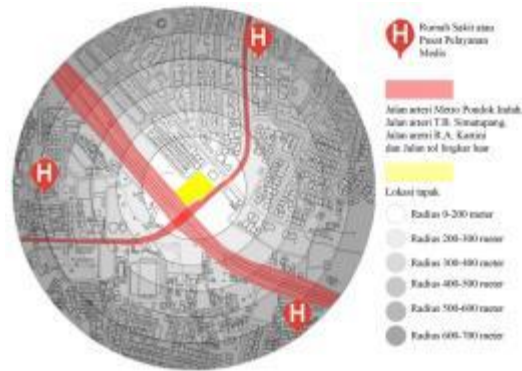 H
H
H
H
Rumah Sakit atau
Pusat Pelayanan
Medis
Jalan arteri Metro Pondok Indah
Jalan arteri T.B. Simatupang,
Jalan arteri R.A. Kartini
dan Jalan tol lingkar luar
Lokasi tapak
Radius 0-200 meter
Radius 200-300 meter
Radius 300-400 meter
Radius 400-500 meter
Radius 500-600 meter
Radius 600-700 meter